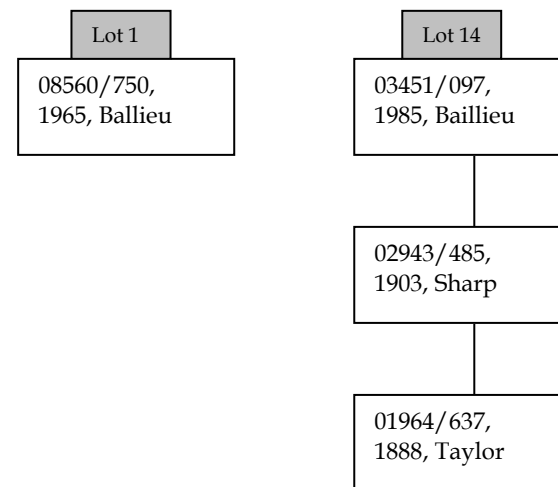 Lot 1
08560/750,
1965, Ballieu
Lot 14
03451/097,
1985, Baillieu
02943/485,
1903, Sharp
01964/637,
1888, Taylor